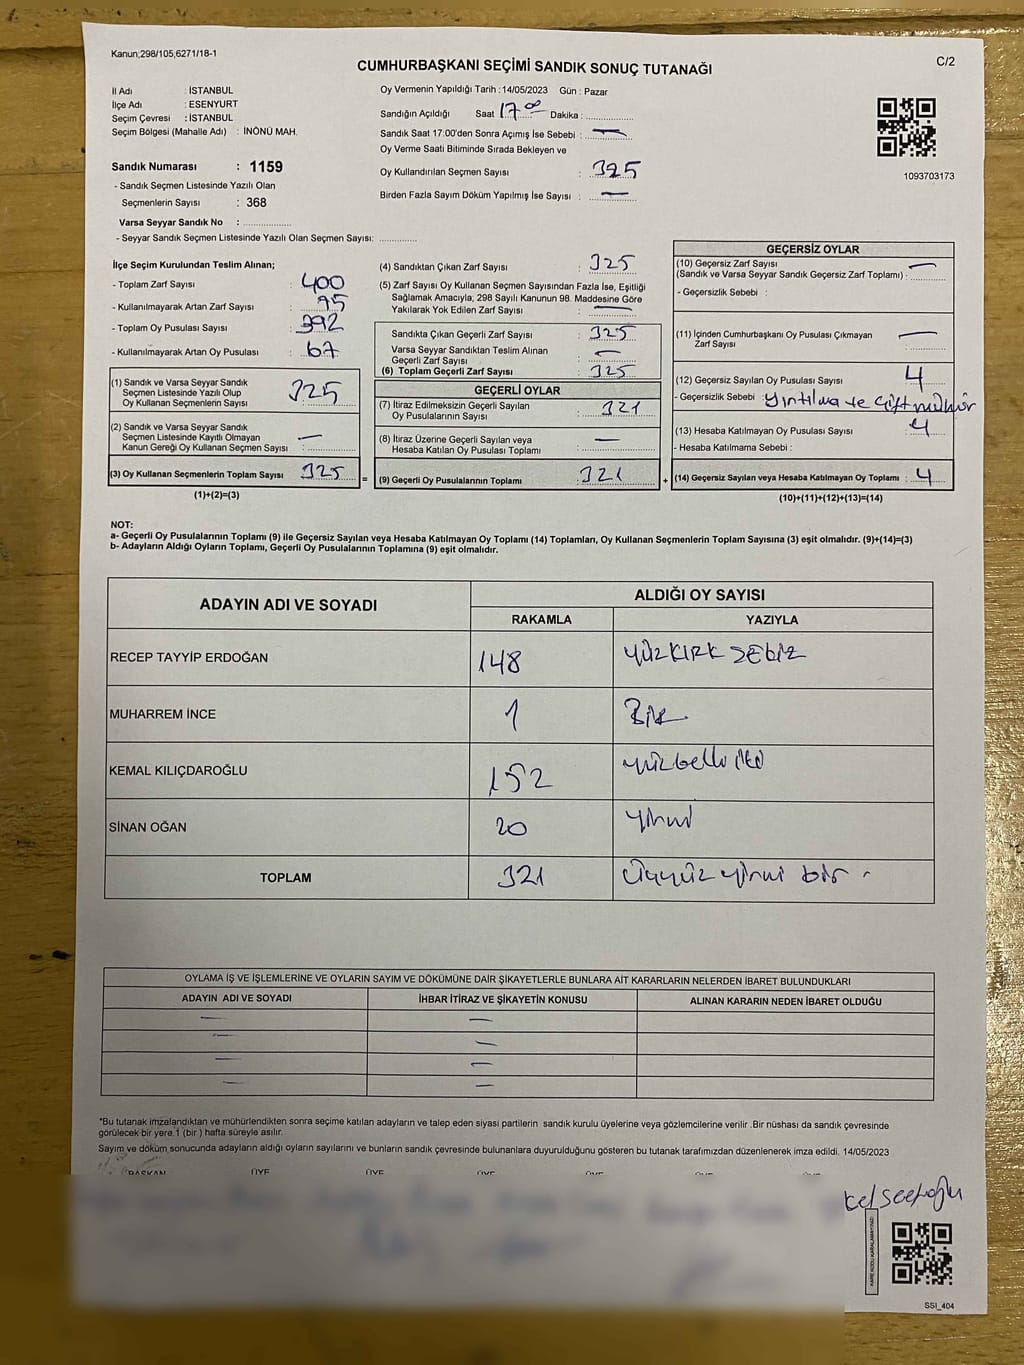 Kanun;298/105,6271/18-1
CUMHURBAŞKANI SEÇİMİ SANDIK SONUÇ TUTANAĞI
C/2
İl Adı : İSTANBUL
İlçe Adı : ESENYURT
Seçim Çevresi : İSTANBUL
Seçim Bölgesi (Mahalle Adı) : İNÖNÜ MAH.
Sandık Numarası : 1159
- Sandık Seçmen Listesinde Yazılı Olan
Seçmenlerin Sayısı : 368
Varsa Seyyar Sandık No : ................
- Seyyar Sandık Seçmen Listesinde Yazılı Olan Seçmen Sayısı: .............
Oy Vermenin Yapıldığı Tarih :14/05/2023 Gün : Pazar
Sandığın Açıldığı Saat 17 00 Dakika : ................
Sandık Saat 17:00'den Sonra Açımış İse Sebebi : —
Oy Verme Saati Bitiminde Sırada Bekleyen ve
Oy Kullandırılan Seçmen Sayısı : 325
Birden Fazla Sayım Döküm Yapılmış İse Sayısı : —
1093703173
İlçe Seçim Kurulundan Teslim Alınan;
- Toplam Zarf Sayısı : 400
- Kullanılmayarak Artan Zarf Sayısı : 75
- Toplam Oy Pusulası Sayısı : 392
- Kullanılmayarak Artan Oy Pusulası : 67
(1) Sandık ve Varsa Seyyar Sandık
Seçmen Listesinde Yazılı Olup
Oy Kullanan Seçmenlerin Sayısı : 325
(2) Sandık ve Varsa Seyyar Sandık
Seçmen Listesinde Kayıtlı Olmayan
Kanun Gereği Oy Kullanan Seçmen Sayısı : —
(3) Oy Kullanan Seçmenlerin Toplam Sayısı : 325 =
(1)+(2)=(3)
(4) Sandıktan Çıkan Zarf Sayısı : 325
(5) Zarf Sayısı Oy Kullanan Seçmen Sayısından Fazla İse, Eşitliği
Sağlamak Amacıyla; 298 Sayılı Kanunun 98. Maddesine Göre
Yakılarak Yok Edilen Zarf Sayısı : —
Sandıkta Çıkan Geçerli Zarf Sayısı : 325
Varsa Seyyar Sandıktan Teslim Alınan
Geçerli Zarf Sayısı : —
(6) Toplam Geçerli Zarf Sayısı : 325
GEÇERLİ OYLAR
(7) İtiraz Edilmeksizin Geçerli Sayılan
Oy Pusulalarının Sayısı : 321
(8) İtiraz Üzerine Geçerli Sayılan veya
Hesaba Katılan Oy Pusulası Toplamı : —
(9) Geçerli Oy Pusulalarının Toplamı : 321 +
GEÇERSİZ OYLAR
(10) Geçersiz Zarf Sayısı
(Sandık ve Varsa Seyyar Sandık Geçersiz Zarf Toplamı) : —
- Geçersizlik Sebebi :
(11) İçinden Cumhurbaşkanı Oy Pusulası Çıkmayan
Zarf Sayısı : —
(12) Geçersiz Sayılan Oy Pusulası Sayısı : 4
- Geçersizlik Sebebi : yırtılma ve çift mühür
(13) Hesaba Katılmayan Oy Pusulası Sayısı : 4
- Hesaba Katılmama Sebebi :
(14) Geçersiz Sayılan veya Hesaba Katılmayan Oy Toplamı : 4
(10)+(11)+(12)+(13)=(14)
NOT:
a- Geçerli Oy Pusulalarının Toplamı (9) ile Geçersiz Sayılan veya Hesaba Katılmayan Oy Toplamı (14) Toplamları, Oy Kullanan Seçmenlerin Toplam Sayısına (3) eşit olmalıdır. (9)+(14)=(3)
b- Adayların Aldığı Oyların Toplamı, Geçerli Oy Pusulalarının Toplamına (9) eşit olmalıdır.
ADAYIN ADI VE SOYADI ALDIĞI OY SAYISI
RAKAMLA YAZIYLA
RECEP TAYYİP ERDOĞAN 148 YÜZKIRK SEKİZ
MUHARREM İNCE 1 BİR
KEMAL KILIÇDAROĞLU 152 yüzelli iki
SİNAN OĞAN 20 yirmi
TOPLAM 321 üçyüz yirmi bir
OYLAMA İŞ VE İŞLEMLERİNE VE OYLARIN SAYIM VE DÖKÜMÜNE DAİR ŞİKAYETLERLE BUNLARA AİT KARARLARIN NELERDEN İBARET BULUNDUKLARI
ADAYIN ADI VE SOYADI İHBAR İTİRAZ VE ŞİKAYETİN KONUSU ALINAN KARARIN NEDEN İBARET OLDUĞU
— —
— —
— —
— —
*Bu tutanak imzalandıktan ve mühürlendikten sonra seçime katılan adayların ve talep eden siyasi partilerin sandık kurulu üyelerine veya gözlemcilerine verilir .Bir nüshası da sandık çevresinde
görülecek bir yere 1 (bir ) hafta süreyle asılır.
Sayım ve döküm sonucunda adayların aldığı oyların sayılarını ve bunların sandık çevresinde bulunanlara duyurulduğunu gösteren bu tutanak tarafımızdan düzenlenerek imza edildi. 14/05/2023
BAŞKAN ÜYE ÜYE ÜYE ÜYE ÜYE
KARE KODU KARALAMAYINIZ!
SSI_404